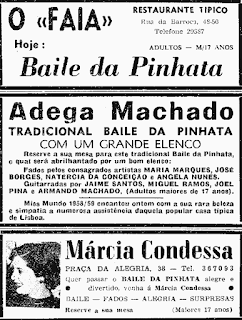 O «FAIA»
RESTAURANTE TIPICO
Rua da Barroca, 48-50
Telefone 29387
Hoje:
ADULTOS — M/17 ANOS
Baile da Pinhata
Adega Machado
TRADICIONAL BAILE DA PINHATA
COM UM GRANDE ELENCO
Reserve a sua mesa para este tradicional Baile da Pinhata,
o qual será abrilhantado por um bom elenco:
Fados pelos consagrados artistas MARIA MARQUES, JOSÉ
BORGES, NATERCIA DA CONCEIÇÃO e ANGELA NUNES.
Guitarradas por JAIME SANTOS, MIGUEL RAMOS, JOEL
PINA e ARMANDO MACHADO. (Adultos maiores de 17 anos).
Miss Mundo 1958/59 encantou ontem com a sua rara beleza
e simpatia a numerosa assistência daquela popular casa típica
de Lisboa.
Márcia Condessa
PRAÇA DA ALEGRIA, 38 — Tel. 367093
Quer passar o BAILE DA PINHATA alegre e
divertido, venha à Márcia Condessa
BAILE — FADOS — ALEGRIA — SURPRESAS
Reserve a sua mesa (Maiores 17 anos)